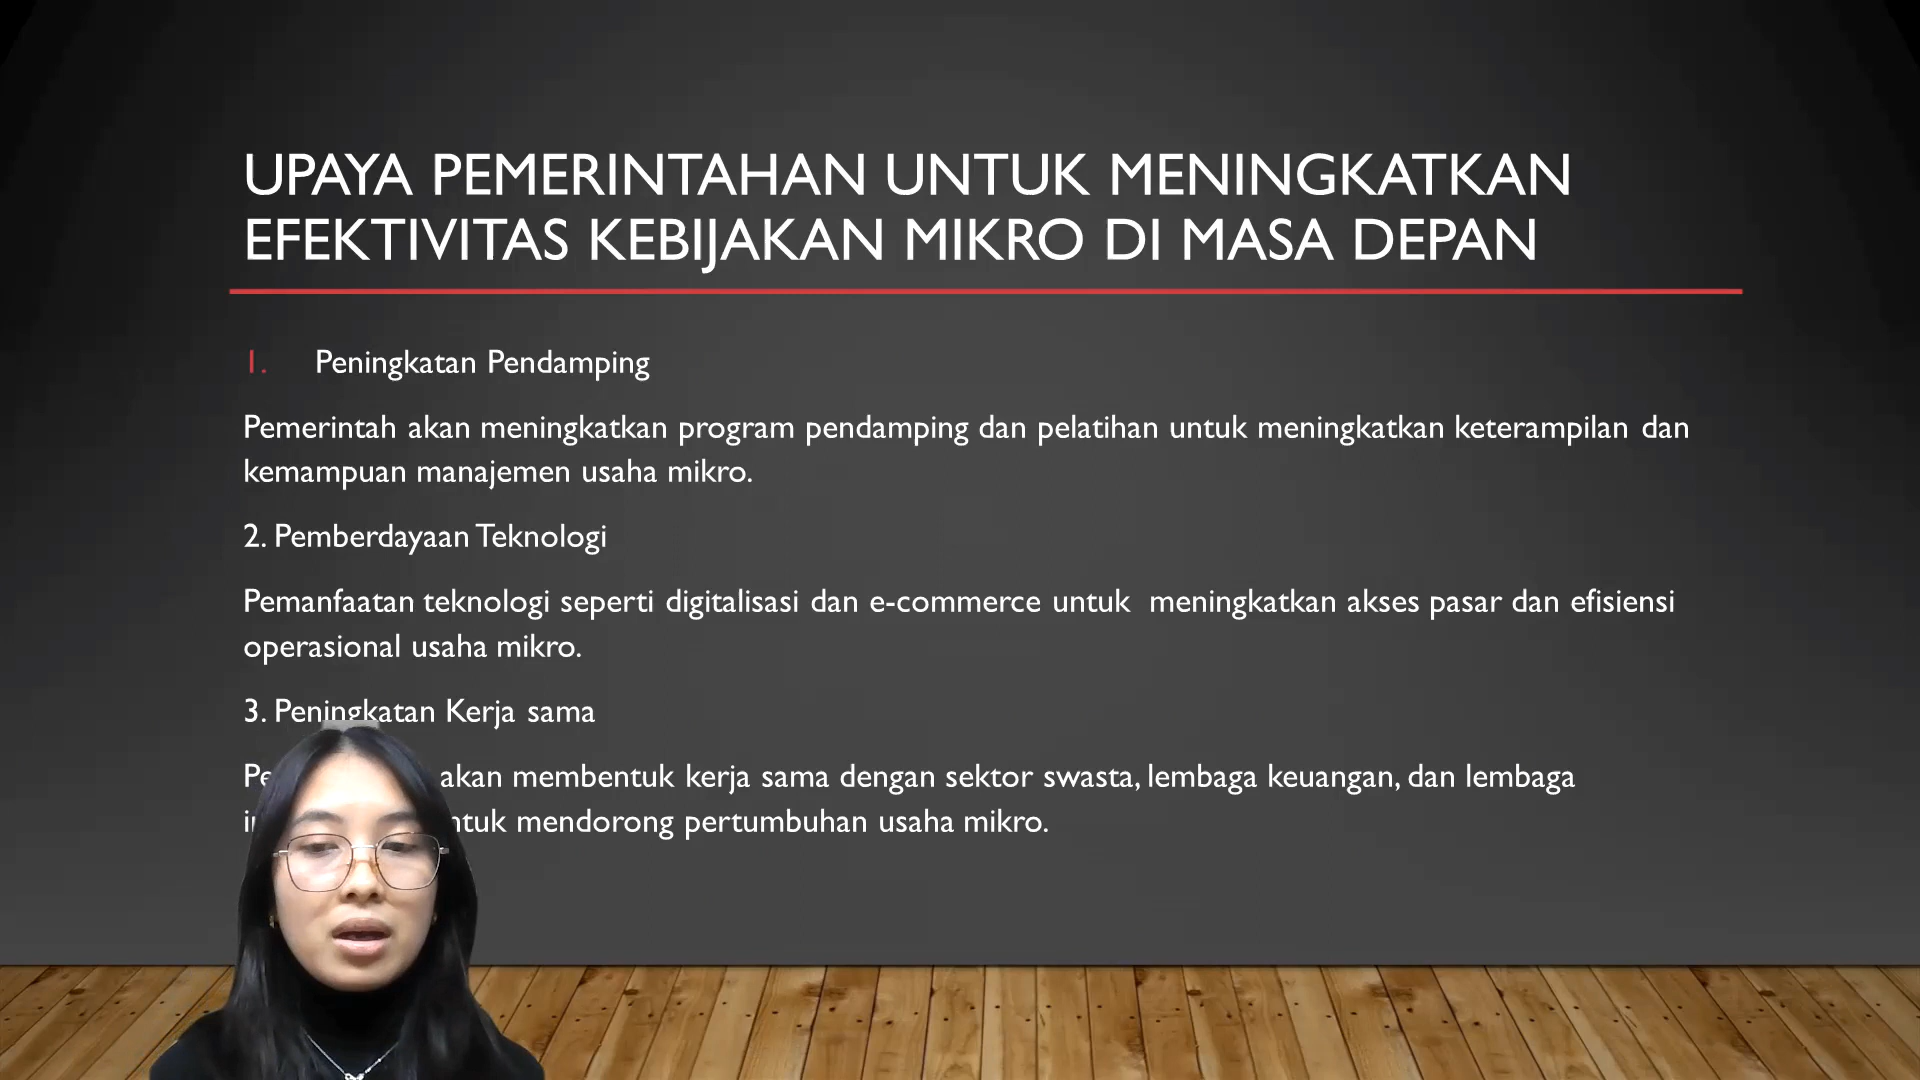 UPAYA PEMERINTAHAN UNTUK MENINGKATKAN
EFEKTIVITAS KEBIJAKAN MIKRO DI MASA DEPAN
1. Peningkatan Pendamping
Pemerintah akan meningkatkan program pendamping dan pelatihan untuk meningkatkan keterampilan dan
kemampuan manajemen usaha mikro.
2. Pemberdayaan Teknologi
Pemanfaatan teknologi seperti digitalisasi dan e-commerce untuk meningkatkan akses pasar dan efisiensi
operasional usaha mikro.
3. Peningkatan Kerja sama
akan membentuk kerja sama dengan sektor swasta, lembaga keuangan, dan lembaga
mendorong pertumbuhan usaha mikro.